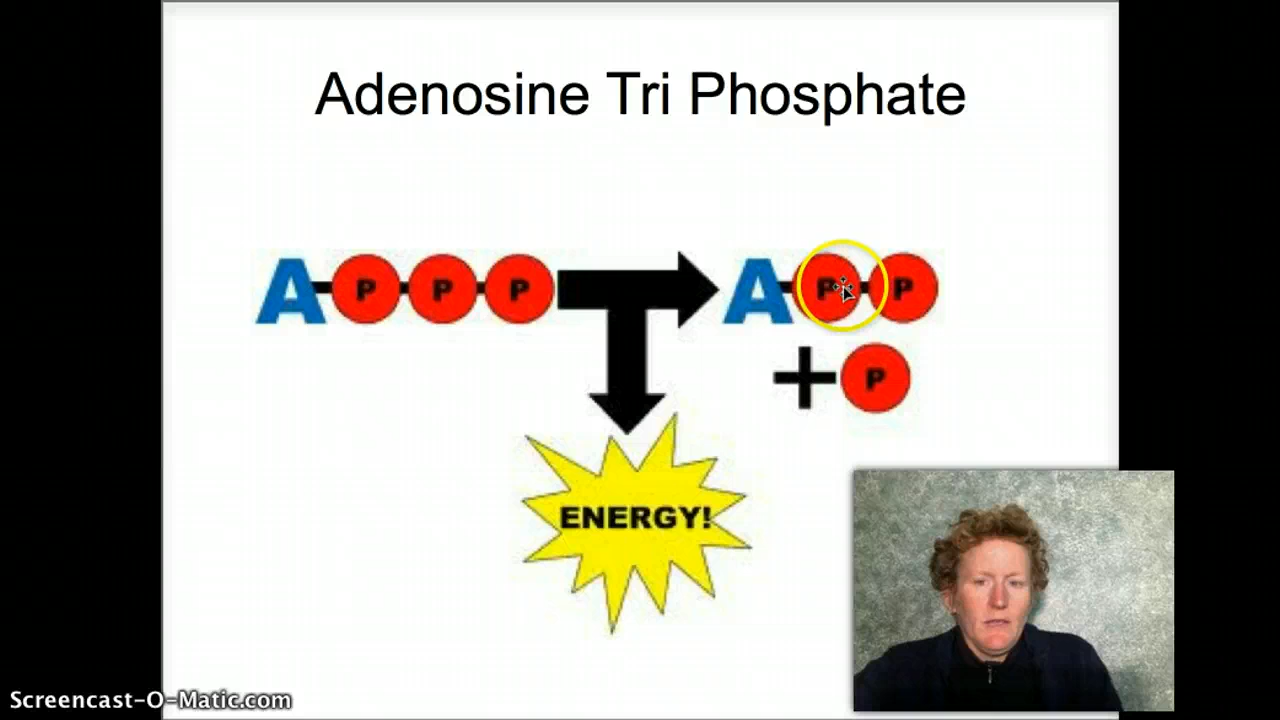 Adenosine Tri Phosphate
A P P P A P P
+ P
ENERGY!
Screencast-O-Matic.com